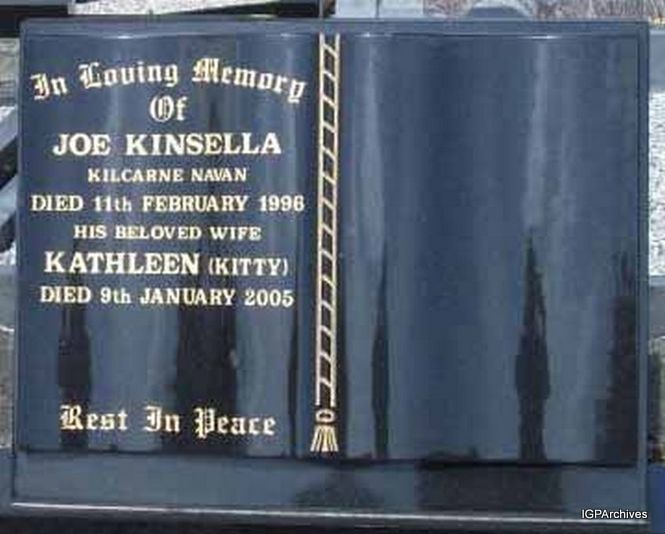 In Loving Memory
Of
JOE KINSELLA
KILCARNE NAVAN
DIED 11th FEBRUARY 1996
HIS BELOVED WIFE
KATHLEEN (KITTY)
DIED 9th JANUARY 2005
Rest In Peace
IGPArchives